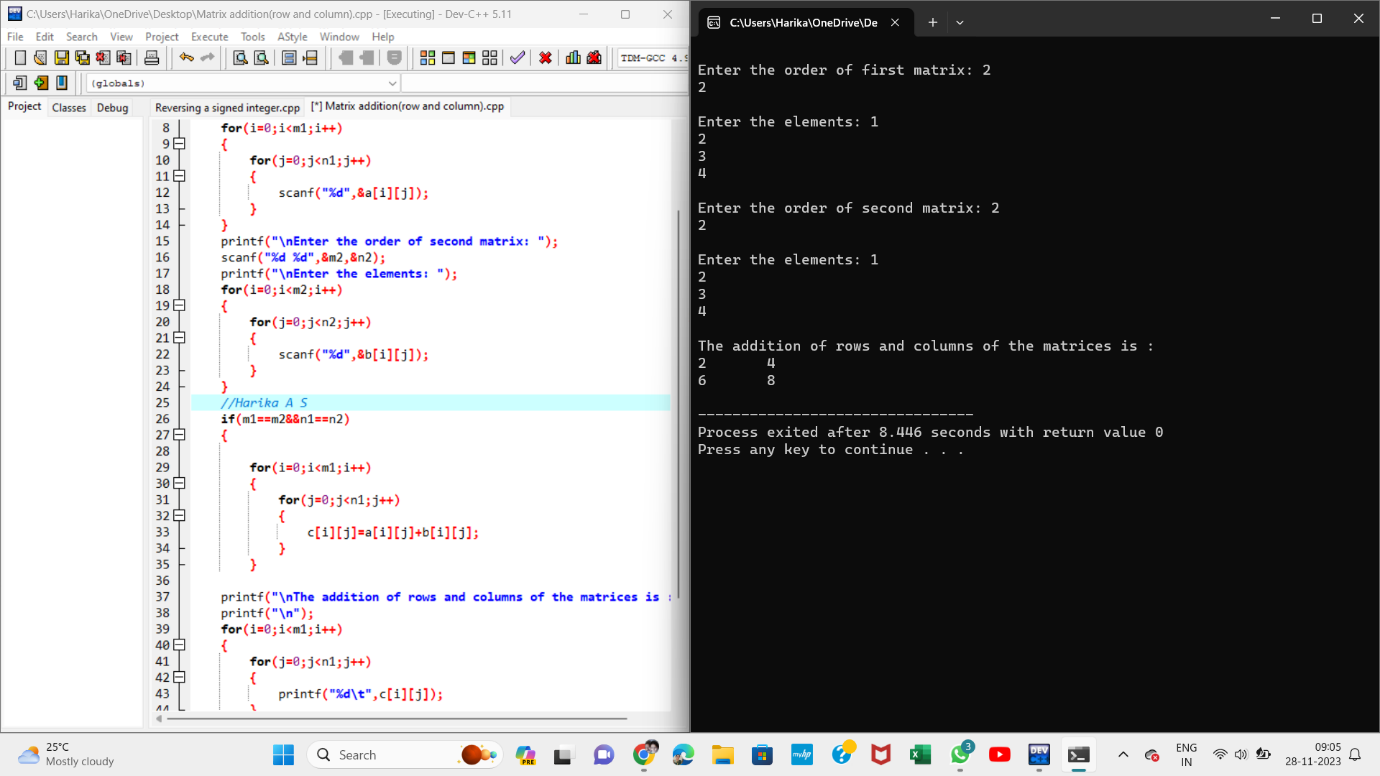 C:\Users\Harika\OneDrive\Desktop\Matrix addition(row and column).cpp - [Executing] - Dev-C++ 5.11
File Edit Search View Project Execute Tools AStyle Window Help
TDM-GCC 4.9
(globals)
Project Classes Debug
Reversing a signed integer.cpp [*] Matrix addition(row and column).cpp
8 for(i=0;i<m1;i++)
9 {
10 for(j=0;j<n1;j++)
11 {
12 scanf("%d",&a[i][j]);
13 }
14 }
15 printf("\nEnter the order of second matrix: ");
16 scanf("%d %d",&m2,&n2);
17 printf("\nEnter the elements: ");
18 for(i=0;i<m2;i++)
19 {
20 for(j=0;j<n2;j++)
21 {
22 scanf("%d",&b[i][j]);
23 }
24 }
25 //Harika A S
26 if(m1==m2&&n1==n2)
27 {
28
29 for(i=0;i<m1;i++)
30 {
31 for(j=0;j<n1;j++)
32 {
33 c[i][j]=a[i][j]+b[i][j];
34 }
35 }
36
37 printf("\nThe addition of rows and columns of the matrices is :
38 printf("\n");
39 for(i=0;i<m1;i++)
40 {
41 for(j=0;j<n1;j++)
42 {
43 printf("%d\t",c[i][j]);
44 }
C:\Users\Harika\OneDrive\De
Enter the order of first matrix: 2
2
Enter the elements: 1
2
3
4
Enter the order of second matrix: 2
2
Enter the elements: 1
2
3
4
The addition of rows and columns of the matrices is :
2 4
6 8
--------------------------------
Process exited after 8.446 seconds with return value 0
Press any key to continue . . .
25°C
Mostly cloudy
Search
PRE
myhp
3
DEV
ENG
IN
09:05
28-11-2023